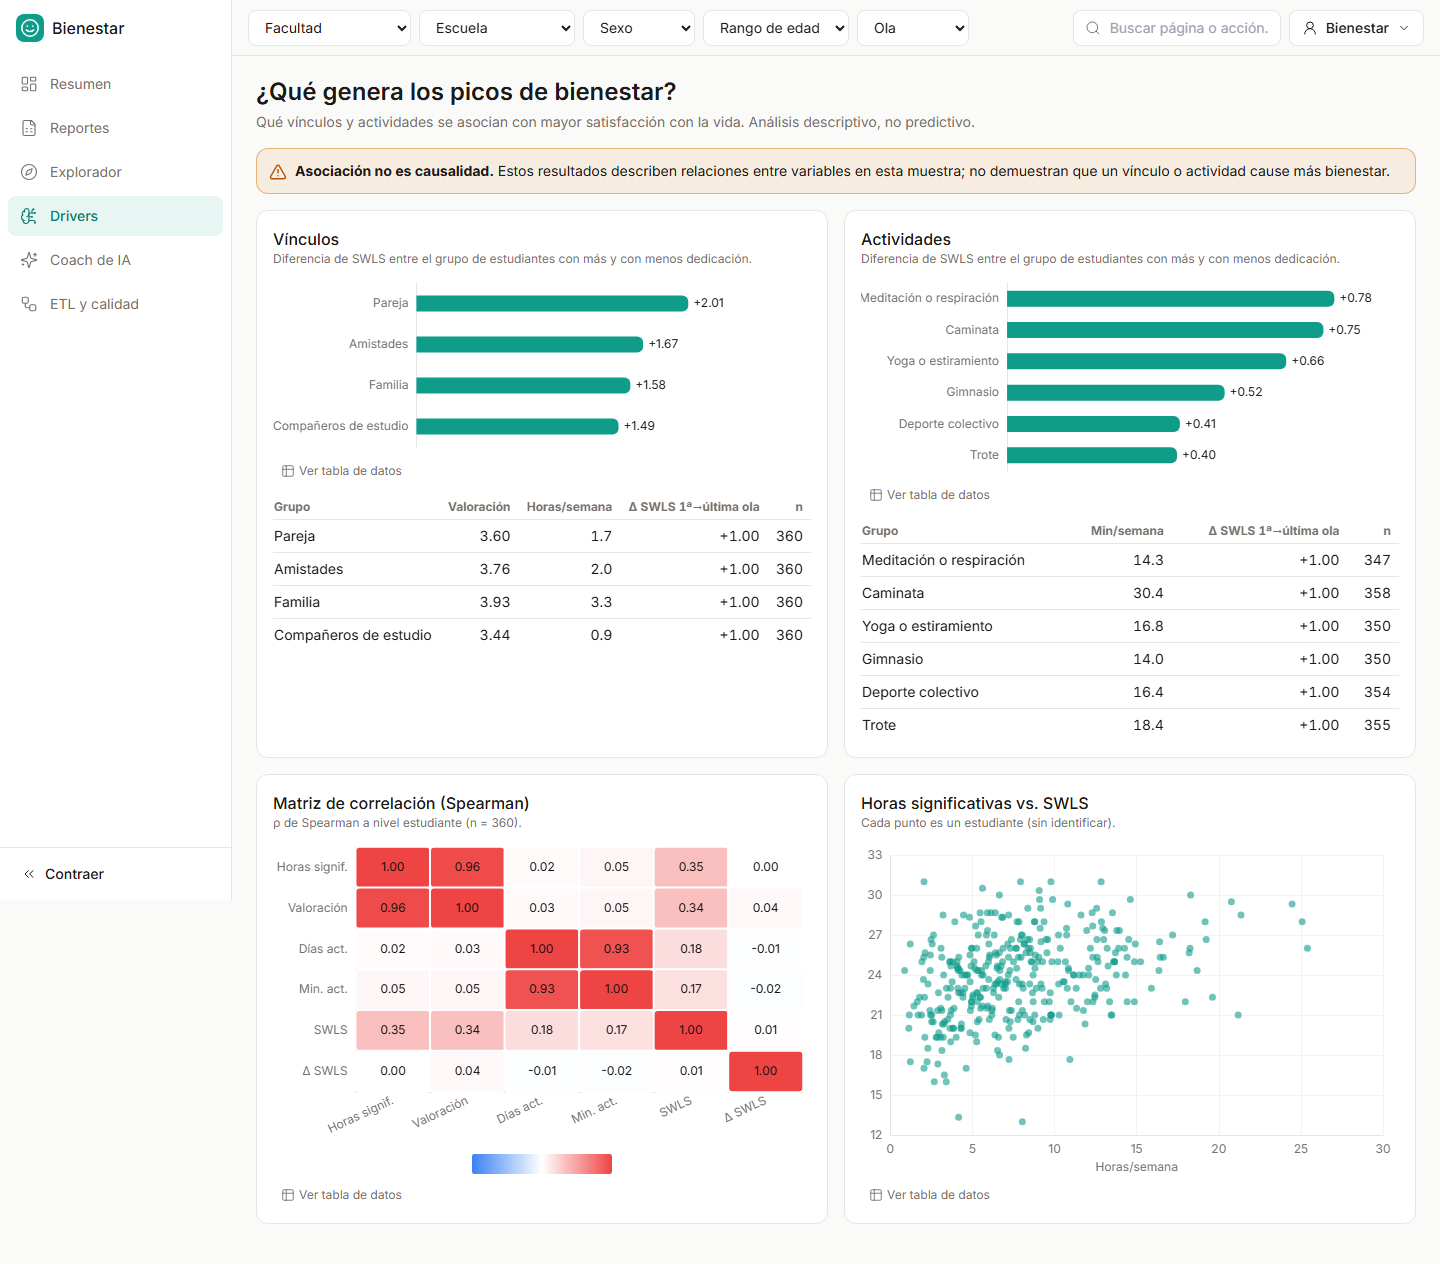 Bienestar
Facultad
Escuela
Sexo
Rango de edad
Ola
Buscar página o acción.
Bienestar
Resumen
Reportes
Explorador
Drivers
Coach de IA
ETL y calidad
Contraer
¿Qué genera los picos de bienestar?
Qué vínculos y actividades se asocian con mayor satisfacción con la vida. Análisis descriptivo, no predictivo.
Asociación no es causalidad. Estos resultados describen relaciones entre variables en esta muestra; no demuestran que un vínculo o actividad cause más bienestar.
Vínculos
Diferencia de SWLS entre el grupo de estudiantes con más y con menos dedicación.
Pareja +2.01
Amistades +1.67
Familia +1.58
Compañeros de estudio +1.49
Ver tabla de datos
Grupo Valoración Horas/semana Δ SWLS 1ª→última ola n
Pareja 3.60 1.7 +1.00 360
Amistades 3.76 2.0 +1.00 360
Familia 3.93 3.3 +1.00 360
Compañeros de estudio 3.44 0.9 +1.00 360
Actividades
Diferencia de SWLS entre el grupo de estudiantes con más y con menos dedicación.
Meditación o respiración +0.78
Caminata +0.75
Yoga o estiramiento +0.66
Gimnasio +0.52
Deporte colectivo +0.41
Trote +0.40
Ver tabla de datos
Grupo Min/semana Δ SWLS 1ª→última ola n
Meditación o respiración 14.3 +1.00 347
Caminata 30.4 +1.00 358
Yoga o estiramiento 16.8 +1.00 350
Gimnasio 14.0 +1.00 350
Deporte colectivo 16.4 +1.00 354
Trote 18.4 +1.00 355
Matriz de correlación (Spearman)
ρ de Spearman a nivel estudiante (n = 360).
Horas signif. 1.00 0.96 0.02 0.05 0.35 0.00
Valoración 0.96 1.00 0.03 0.05 0.34 0.04
Días act. 0.02 0.03 1.00 0.93 0.18 -0.01
Min. act. 0.05 0.05 0.93 1.00 0.17 -0.02
SWLS 0.35 0.34 0.18 0.17 1.00 0.01
Δ SWLS 0.00 0.04 -0.01 -0.02 0.01 1.00
Horas signif. Valoración Días act. Min. act. SWLS Δ SWLS
Ver tabla de datos
Horas significativas vs. SWLS
Cada punto es un estudiante (sin identificar).
33
30
27
24
21
18
15
12
0 5 10 15 20 25 30
Horas/semana
Ver tabla de datos